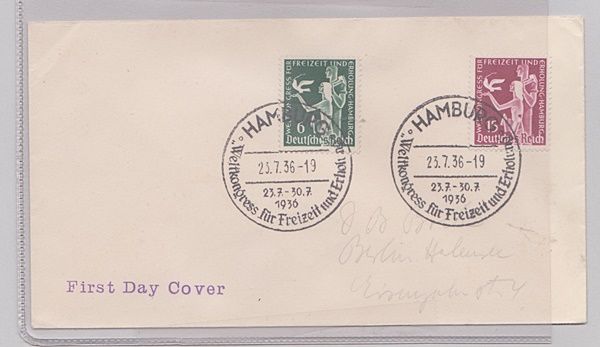 WELTKONGRESS FÜR FREIZEIT UND ERHOLUNG·HAMBURG
6
Deutsches Reich
WELTKONGRESS FÜR FREIZEIT UND ERHOLUNG·HAMBURG
15
Deutsches Reich
HAMBURG
23.7.36-19
23.7.-30.7
1936
„Weltkongress für Freizeit und Erholung
HAMBURG
23.7.36-19
23.7.-30.7
1936
„Weltkongress für Freizeit und Erholung
Berlin Halensee
First Day Cover